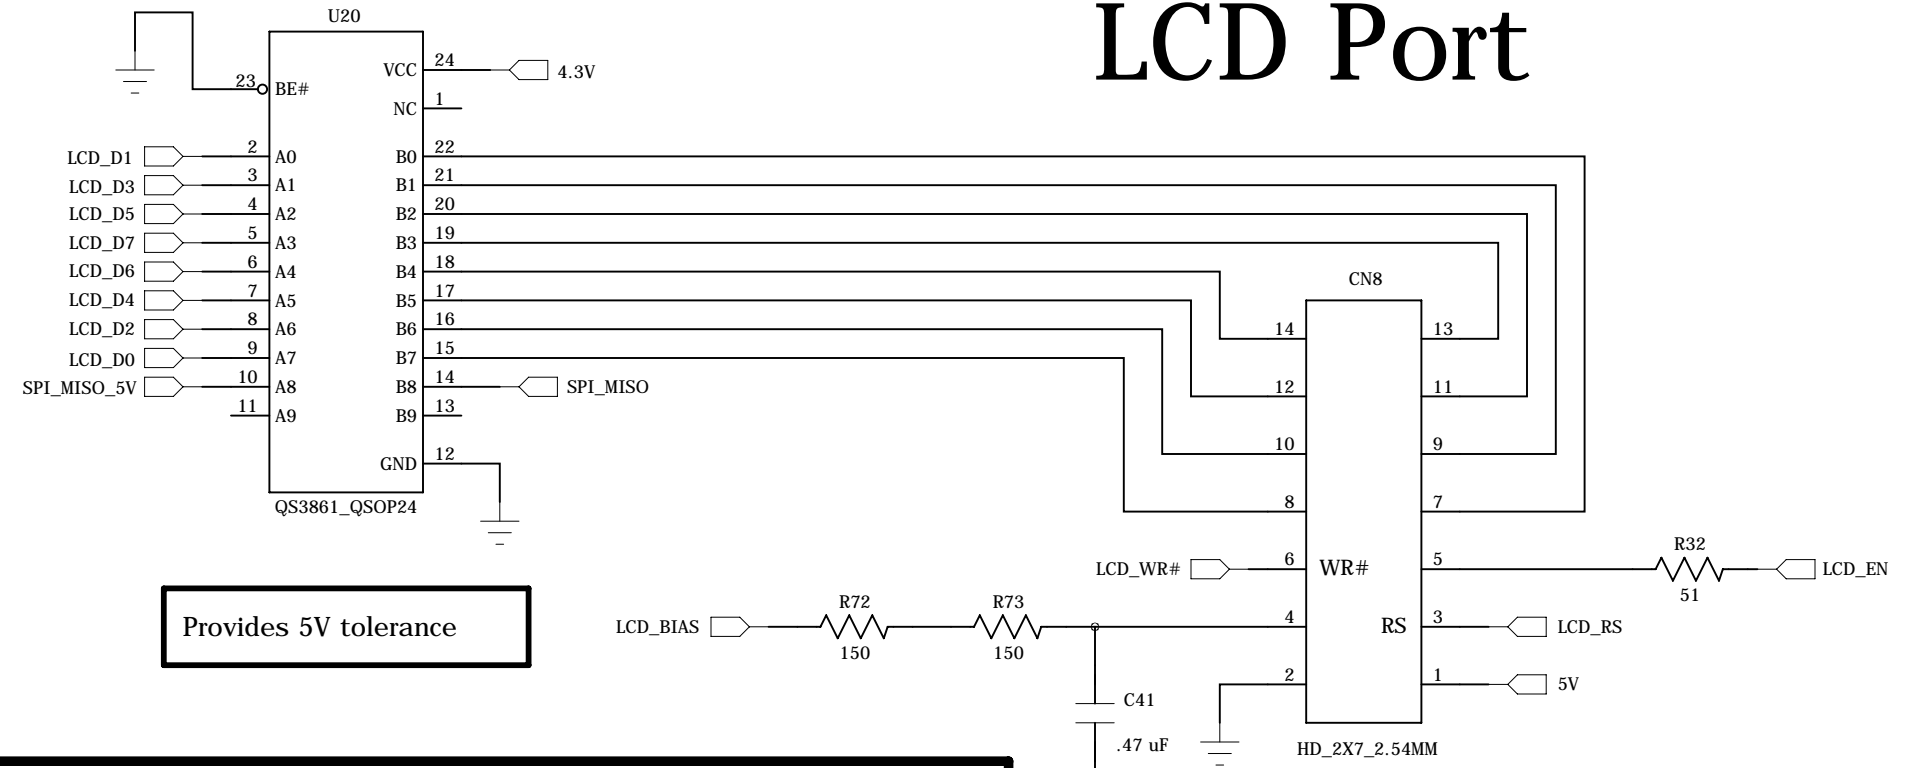 LCD Port
U20
23 BE# VCC 24 4.3V
NC 1
LCD_D1 2 A0 B0 22
LCD_D3 3 A1 B1 21
LCD_D5 4 A2 B2 20
LCD_D7 5 A3 B3 19
LCD_D6 6 A4 B4 18
LCD_D4 7 A5 B5 17
LCD_D2 8 A6 B6 16
LCD_D0 9 A7 B7 15
SPI_MISO_5V 10 A8 B8 14 SPI_MISO
11 A9 B9 13
GND 12
QS3861_QSOP24
CN8
14 13
12 11
10 9
8 7
LCD_WR# 6 WR# 5 R32 51 LCD_EN
Provides 5V tolerance
LCD_BIAS R72 150 R73 150 4 RS 3 LCD_RS
2 1 5V
C41
.47 uF
HD_2X7_2.54MM